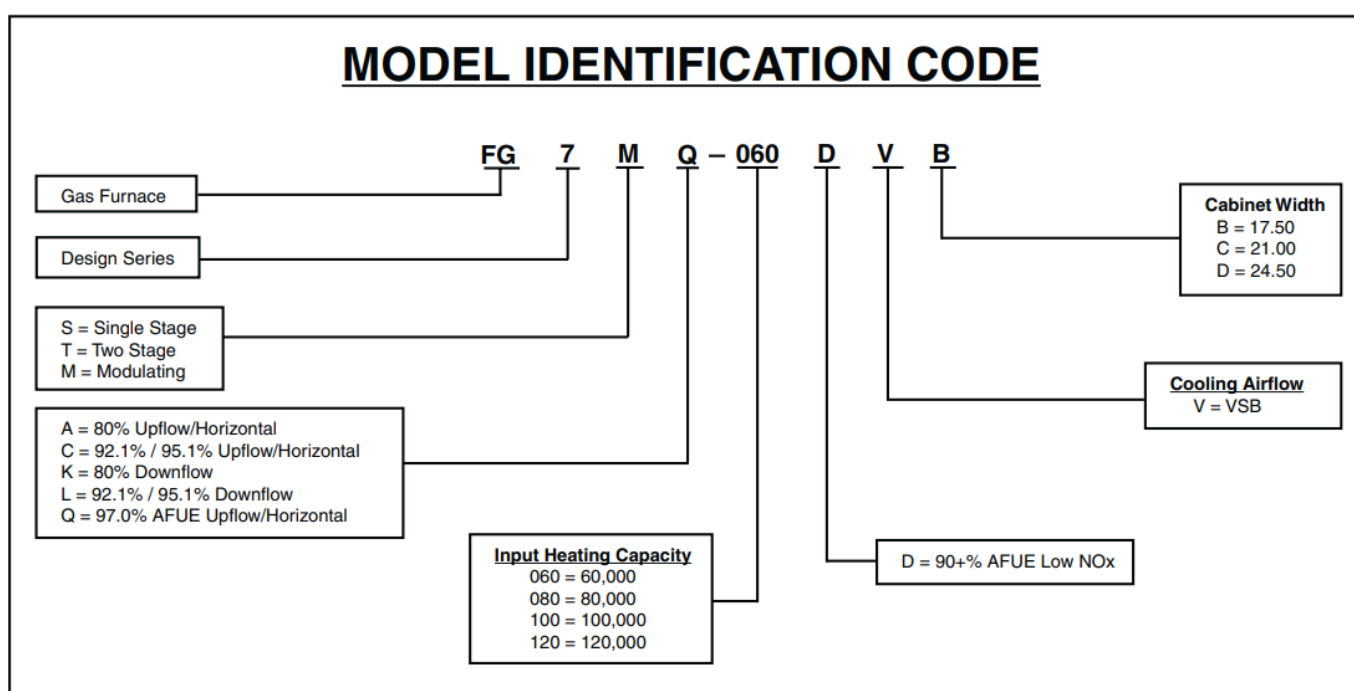 MODEL IDENTIFICATION CODE
FG 7 M Q – 060 D V B
Gas Furnace
Design Series
S = Single Stage
T = Two Stage
M = Modulating
A = 80% Upflow/Horizontal
C = 92.1% / 95.1% Upflow/Horizontal
K = 80% Downflow
L = 92.1% / 95.1% Downflow
Q = 97.0% AFUE Upflow/Horizontal
Input Heating Capacity
060 = 60,000
080 = 80,000
100 = 100,000
120 = 120,000
D = 90+% AFUE Low NOx
Cooling Airflow
V = VSB
Cabinet Width
B = 17.50
C = 21.00
D = 24.50